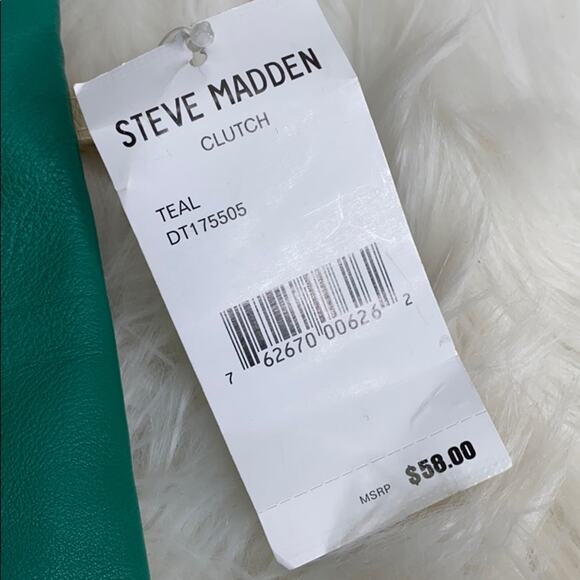 STEVE MADDEN
CLUTCH
TEAL
DT175505
7 62670 00626 2
MSRP $58.00